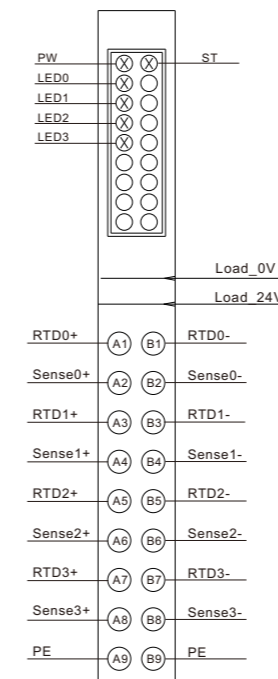 PW ST
LED0
LED1
LED2
LED3
Load_0V
Load_24V
RTD0+ A1 B1 RTD0-
Sense0+ A2 B2 Sense0-
RTD1+ A3 B3 RTD1-
Sense1+ A4 B4 Sense1-
RTD2+ A5 B5 RTD2-
Sense2+ A6 B6 Sense2-
RTD3+ A7 B7 RTD3-
Sense3+ A8 B8 Sense3-
PE A9 B9 PE